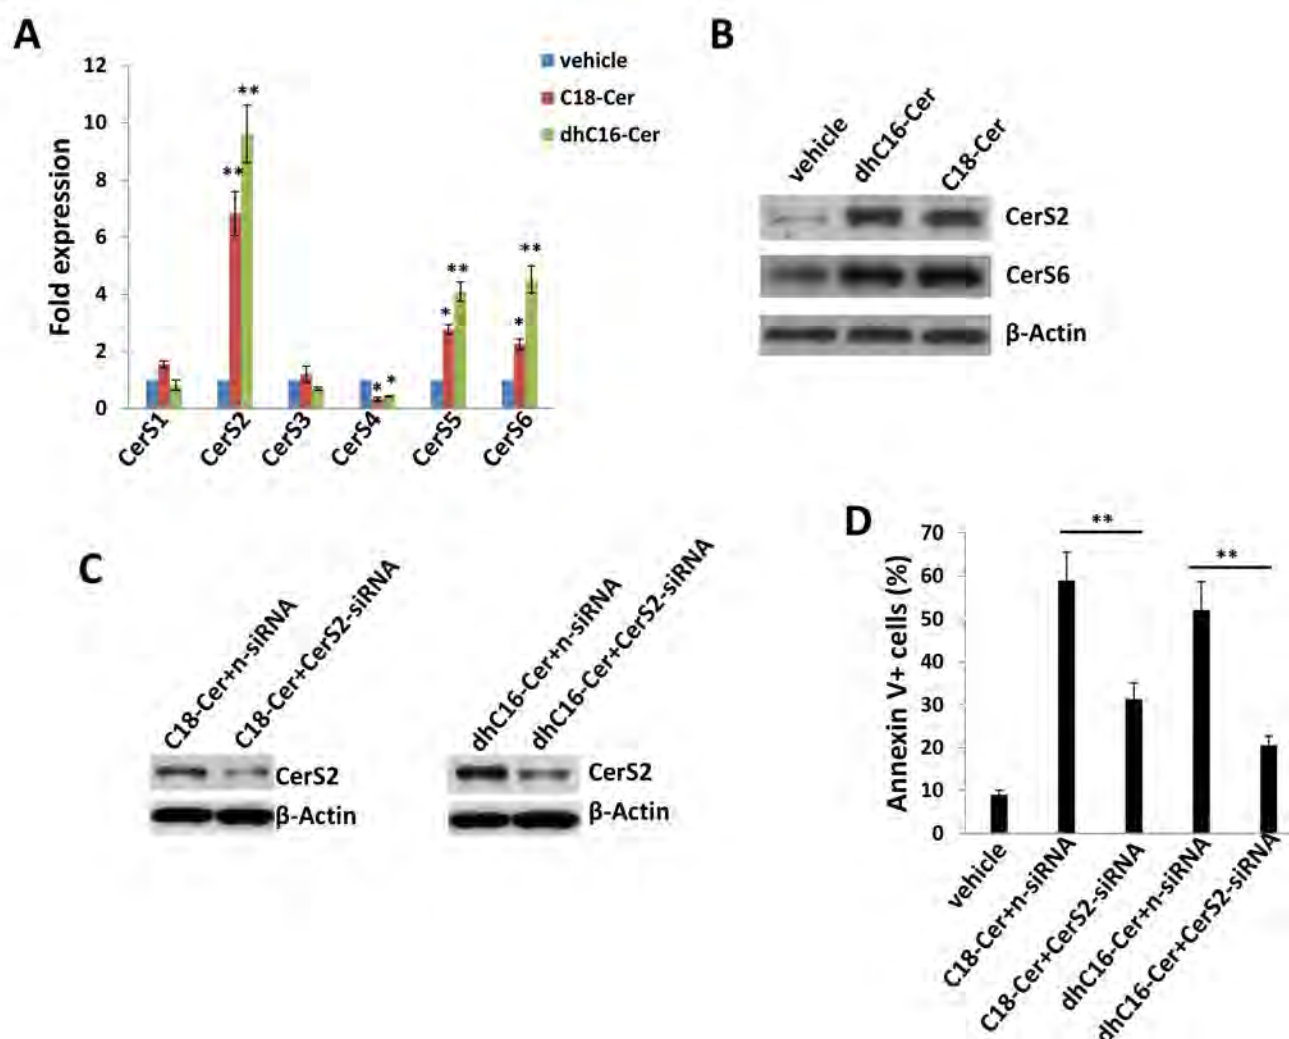 A
12
10
8
6
4
2
0
Fold expression
**
**
*
*
*
**
*
**
vehicle
C18-Cer
dhC16-Cer
CerS1
CerS2
CerS3
CerS4
CerS5
CerS6
B
vehicle
dhC16-Cer
C18-Cer
CerS2
CerS6
β-Actin
C
C18-Cer+n-siRNA
C18-Cer+CerS2-siRNA
CerS2
β-Actin
dhC16-Cer+n-siRNA
dhC16-Cer+CerS2-siRNA
CerS2
β-Actin
D
70
60
50
40
30
20
10
0
Annexin V+ cells (%)
**
**
vehicle
C18-Cer+n-siRNA
C18-Cer+CerS2-siRNA
dhC16-Cer+n-siRNA
dhC16-Cer+CerS2-siRNA